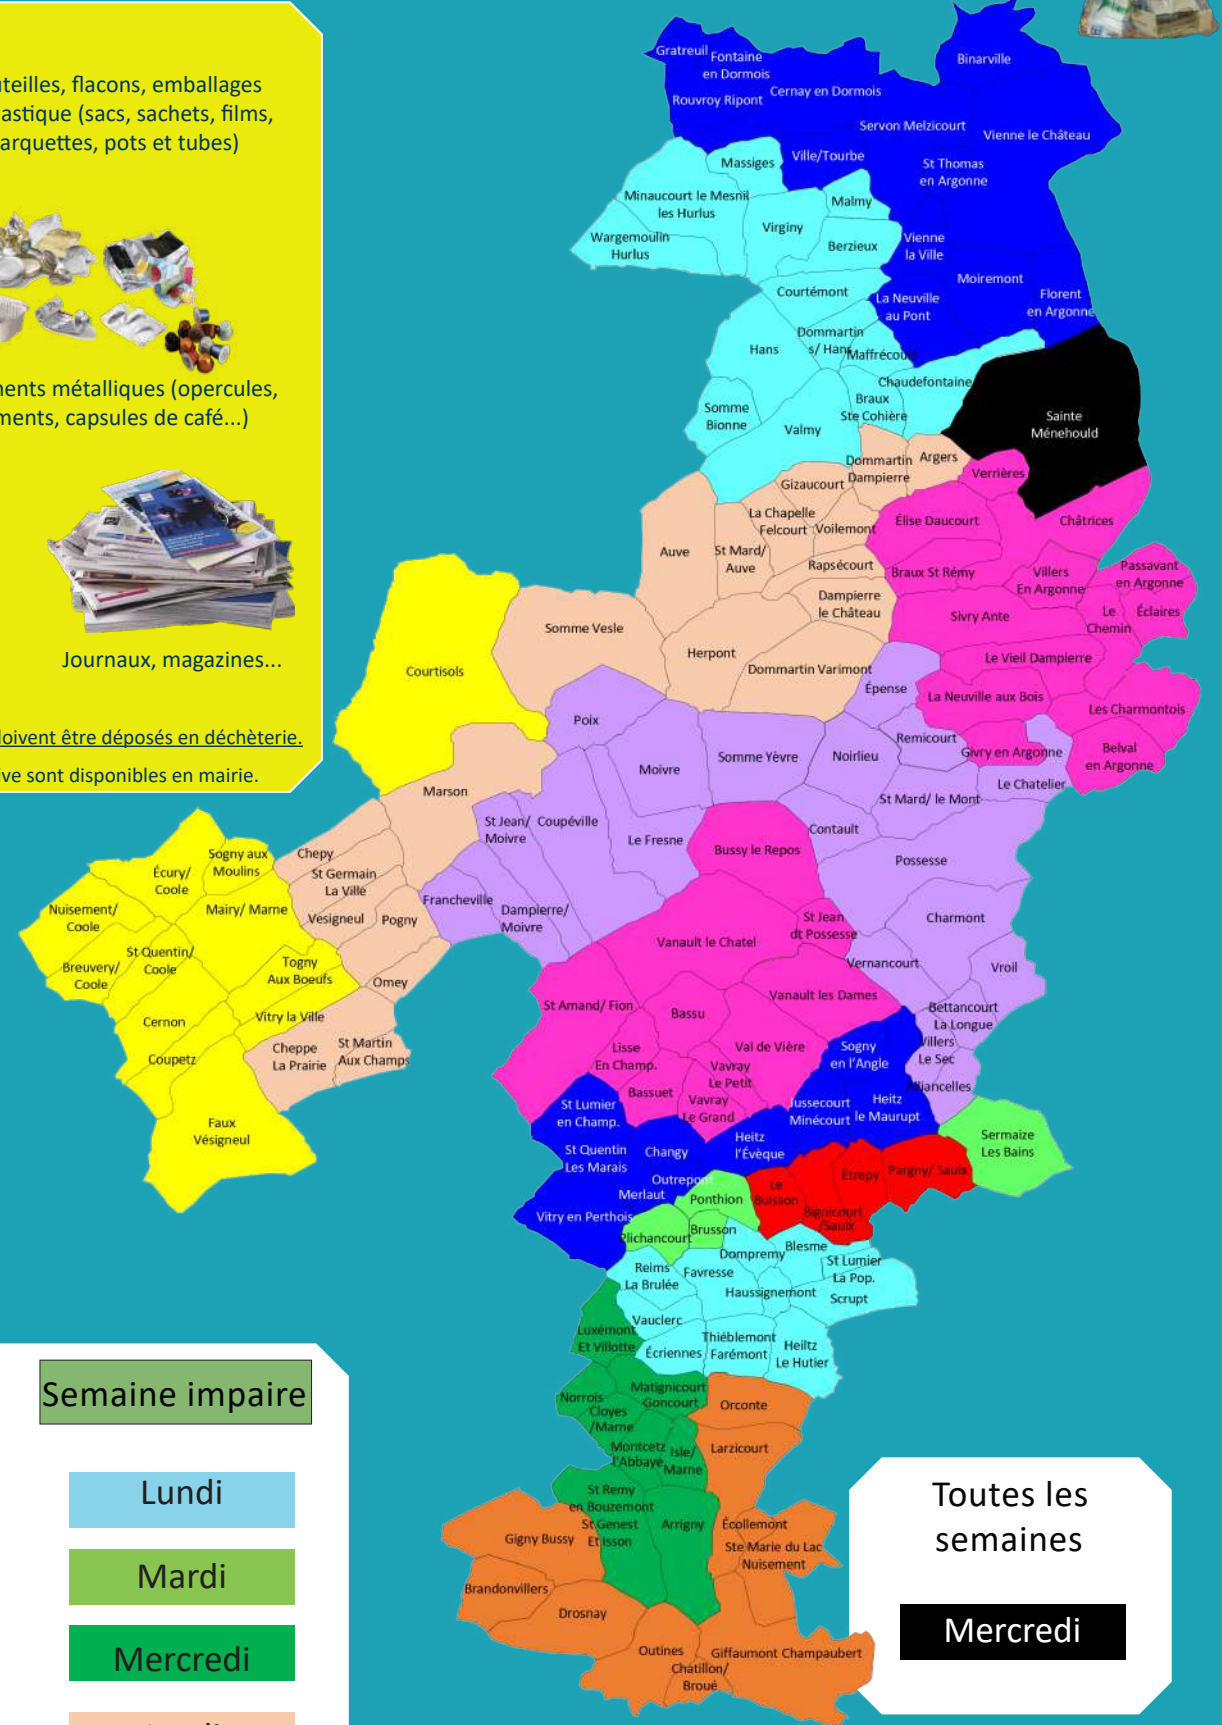 teilles, flacons, emballages
astique (sacs, sachets, films,
arquettes, pots et tubes)
ents métalliques (opercules,
ments, capsules de café...)
Journaux, magazines...
doivent être déposés en déchèterie.
ive sont disponibles en mairie.
Gratreuil
Fontaine
en Dormois
Rouvroy Ripont
Cernay en Dormois
Binarville
Servon Melzicourt
Vienne le Château
Massiges
Ville/Tourbe
St Thomas
en Argonne
Minaucourt le Mesnil
les Hurlus
Malmy
Virginy
Wargemoulin
Hurlus
Berzieux
Vienne
la Ville
Moiremont
Courtémont
La Neuville
au Pont
Florent
en Argonne
Dommartin
s/ Hans
Hans
Maffrécourt
Chaudefontaine
Braux
Ste Cohière
Somme
Bionne
Valmy
Sainte
Ménehould
Dommartin
Dampierre
Argers
Verrières
Gizaucourt
La Chapelle
Felcourt
Voilemont
Élise Daucourt
Châtrices
Auve
St Mard/
Auve
Rapsécourt
Braux St Rémy
Villers
En Argonne
Passavant
en Argonne
Dampierre
le Château
Sivry Ante
Le
Chemin
Éclaires
Somme Vesle
Herpont
Dommartin Varimont
Le Vieil Dampierre
Courtisols
Épense
La Neuville aux Bois
Les Charmontois
Poix
Remicourt
Givry en Argonne
Belval
en Argonne
Somme Yèvre
Noirlieu
Moivre
Le Chatelier
Marson
St Mard/ le Mont
St Jean/
Moivre
Coupéville
Le Fresne
Contault
Bussy le Repos
Possesse
Sogny aux
Moulins
Chepy
Écury/
Coole
St Germain
La Ville
Francheville
Dampierre/
Moivre
Nuisement/
Coole
Mairy/ Marne
Vesigneul
Pogny
St Jean
dt Possesse
Charmont
Vanault le Chatel
St Quentin/
Coole
Breuvery/
Coole
Togny
Aux Boeufs
Omey
Vernancourt
Vroil
Vanault les Dames
St Amand/ Fion
Bassu
Bettancourt
La Longue
Cernon
Vitry la Ville
Coupetz
Cheppe
La Prairie
St Martin
Aux Champs
Lisse
En Champ.
Val de Vière
Sogny
en l'Angle
Villers
Le Sec
Vavray
Le Petit
Bassuet
Vavray
Le Grand
Alliancelles
Faux
Vésigneul
St Lumier
en Champ.
Jussecourt
Minécourt
Heitz
le Maurupt
Sermaize
Les Bains
St Quentin
Les Marais
Changy
Heitz
l'Évèque
Outrepont
Merlaut
Ponthion
Le
Buisson
Etrepy
Pargny/ Saulx
Vitry en Perthois
Bignicourt
/Saulx
Plichancourt
Brusson
Dompremy
Blesme
Reims
La Brulée
Favresse
St Lumier
La Pop.
Haussignemont
Scrupt
Vauclerc
Luxémont
Et Villotte
Écriennes
Thiéblemont
Farémont
Heiltz
Le Hutier
Matignicourt
Goncourt
Norrois
Orconte
Cloyes
/Marne
Montcetz
l'Abbaye
Isle/
Marne
Larzicourt
St Remy
en Bouzemont
St Genest
Et Isson
Arrigny
Écollemont
Gigny Bussy
Ste Marie du Lac
Nuisement
Brandonvillers
Drosnay
Outines
Giffaumont Champaubert
Chatillon/
Broué
Semaine impaire
Lundi
Mardi
Mercredi
Toutes les
semaines
Mercredi